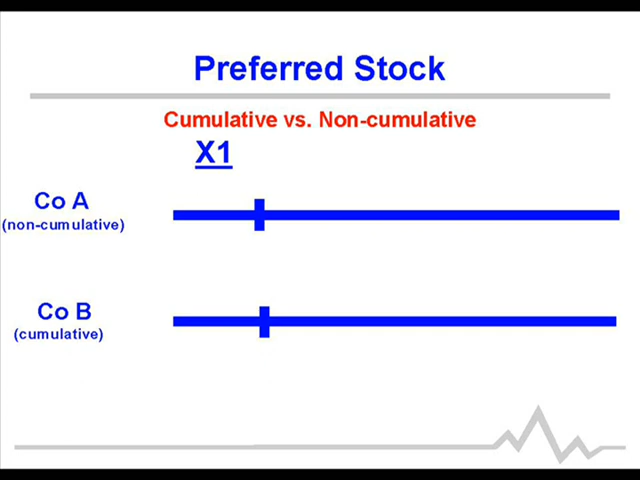 Preferred Stock
Cumulative vs. Non-cumulative
X1
Co A
(non-cumulative)
Co B
(cumulative)